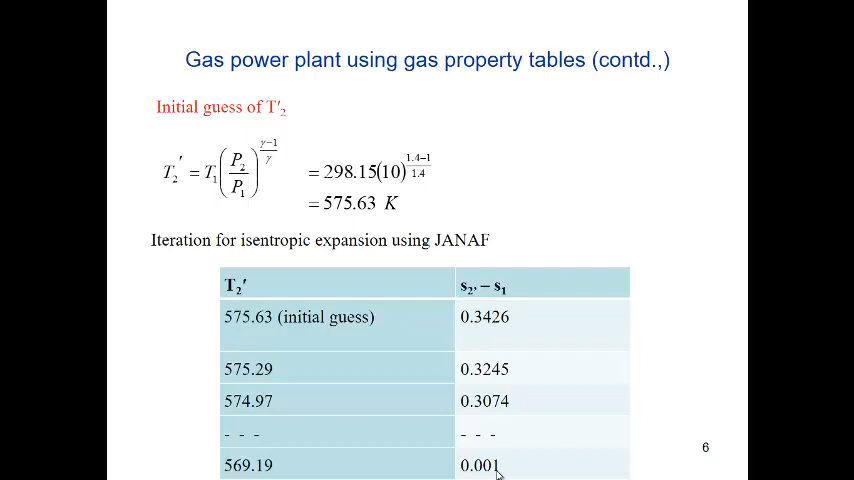 Gas power plant using gas property tables (contd.,)
Initial guess of T′₂
T₂′ = T₁(P₂/P₁)^((γ−1)/γ) = 298.15(10)^((1.4−1)/1.4)
= 575.63 K
Iteration for isentropic expansion using JANAF
T₂′ s₂′ – s₁
575.63 (initial guess) 0.3426
575.29 0.3245
574.97 0.3074
- - - - - -
569.19 0.001
6